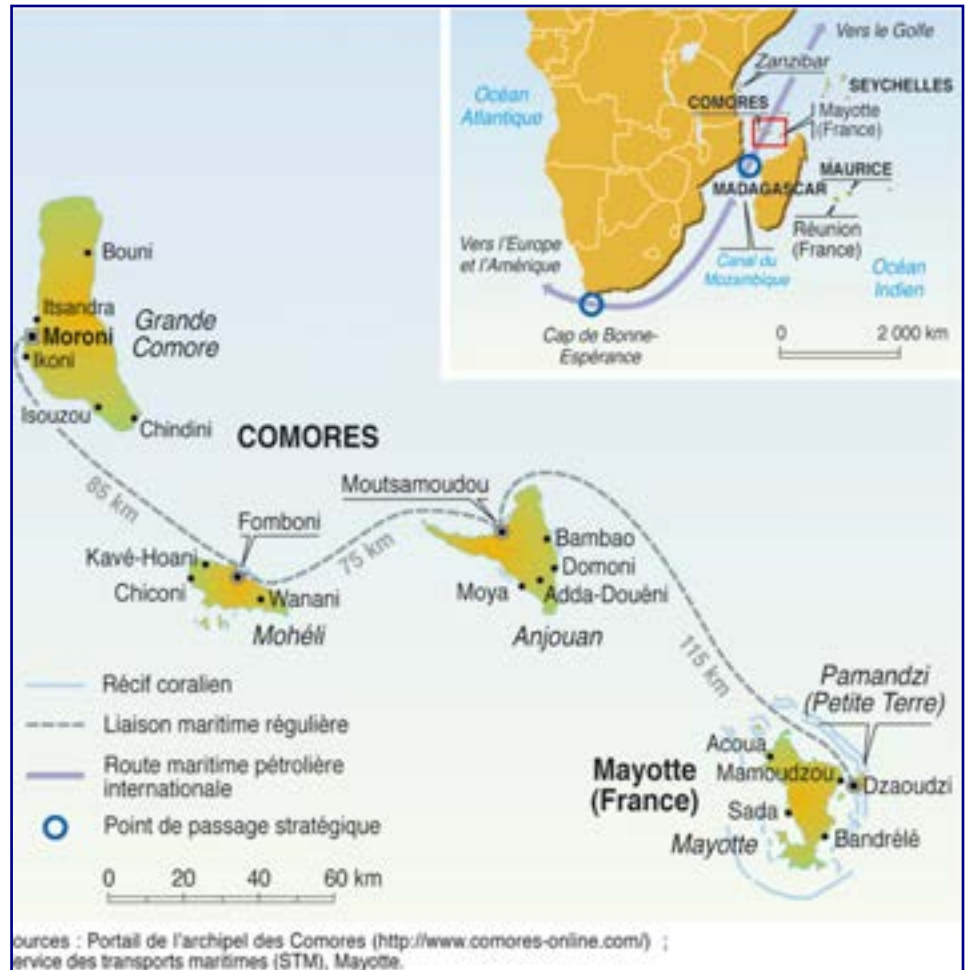 Vers le Golfe
Zanzibar
Océan
Atlantique
SEYCHELLES
COMORES
Mayotte
(France)
MAURICE
MADAGASCAR
Réunion
(France)
Vers l'Europe
et l'Amérique
Canal du
Mozambique
Océan
Indien
Cap de Bonne-
Espérance
0 2 000 km
Bouni
Itsandra
Moroni
Ikoni
Grande
Comore
Isouzou
Chindini
COMORES
85 km
Moutsamoudou
Fomboni
75 km
Bambao
Domoni
Kavé-Hoani
Chiconi
Wanani
Moya
Adda-Douéni
Mohéli
Anjouan
115 km
Récif coralien
Liaison maritime régulière
Route maritime pétrolière
internationale
Point de passage stratégique
0 20 40 60 km
Pamandzi
(Petite Terre)
Acoua
Mamoudzou
Dzaoudzi
Mayotte
(France)
Sada
Mayotte
Bandrélé
ources : Portail de l'archipel des Comores (http://www.comores-online.com/) ;
ervice des transports maritimes (STM), Mayotte.